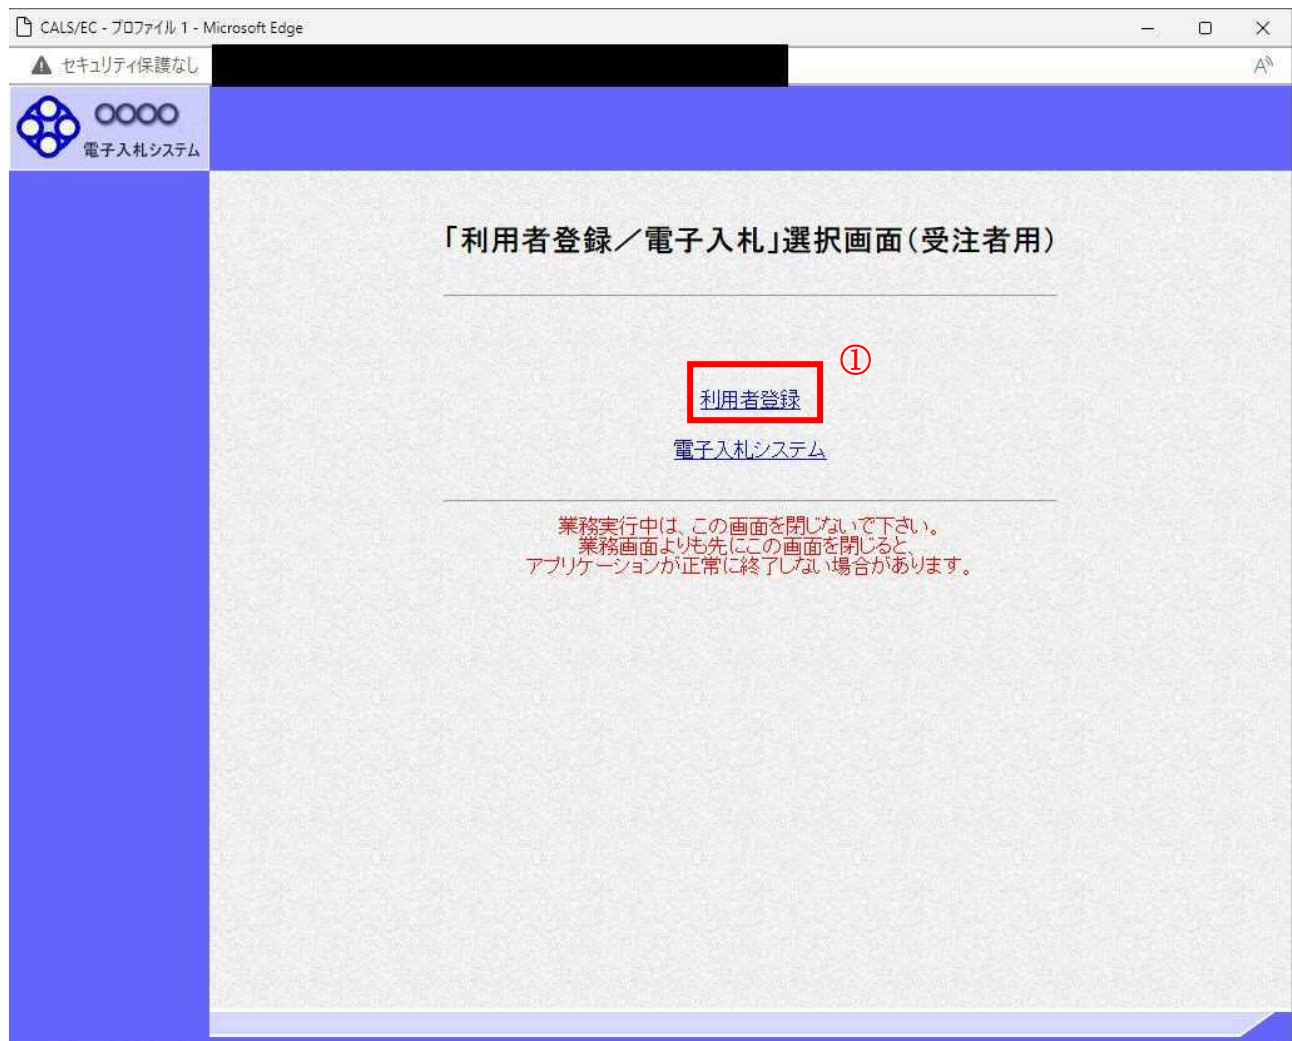 CALS/EC - プロファイル 1 - Microsoft Edge
セキュリティ保護なし
A
○○○○
電子入札システム
「利用者登録／電子入札」選択画面(受注者用)
①
利用者登録
電子入札システム
業務実行中は、この画面を閉じないで下さい。
業務画面よりも先にこの画面を閉じると、
アプリケーションが正常に終了しない場合があります。